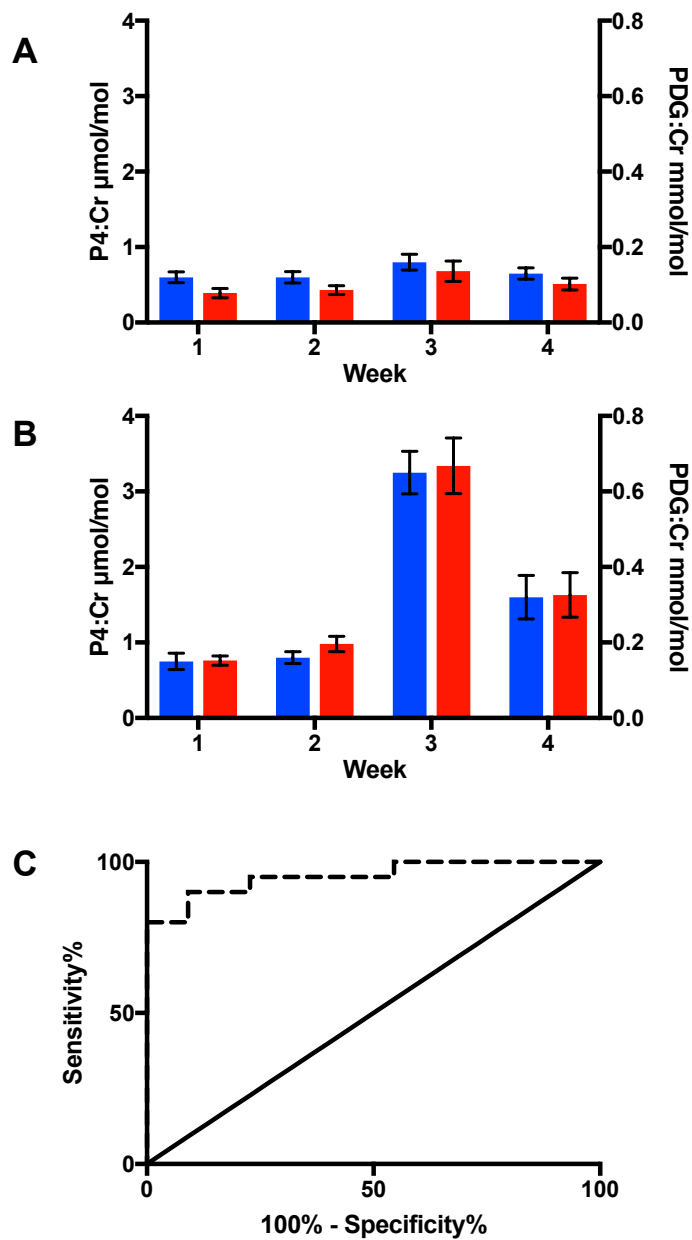 A
P4:Cr µmol/mol
4
3
2
1
0
PDG:Cr mmol/mol
0.8
0.6
0.4
0.2
0.0
1 2 3 4
Week
B
P4:Cr µmol/mol
4
3
2
1
0
PDG:Cr mmol/mol
0.8
0.6
0.4
0.2
0.0
1 2 3 4
Week
C
Sensitivity%
100
50
0
0 50 100
100% - Specificity%